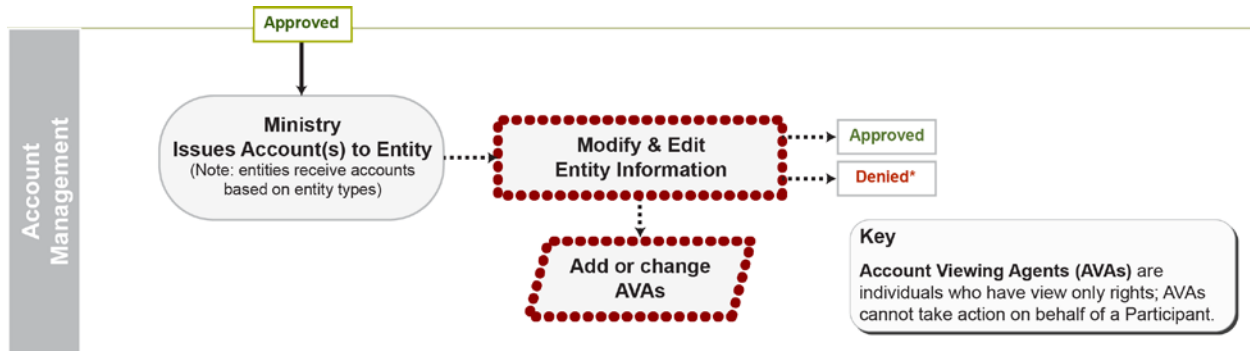 Approved
Account
Management
Ministry
Issues Account(s) to Entity
(Note: entities receive accounts
based on entity types)
Modify & Edit
Entity Information
Approved
Denied*
Add or change
AVAs
Key
Account Viewing Agents (AVAs) are
individuals who have view only rights; AVAs
cannot take action on behalf of a Participant.